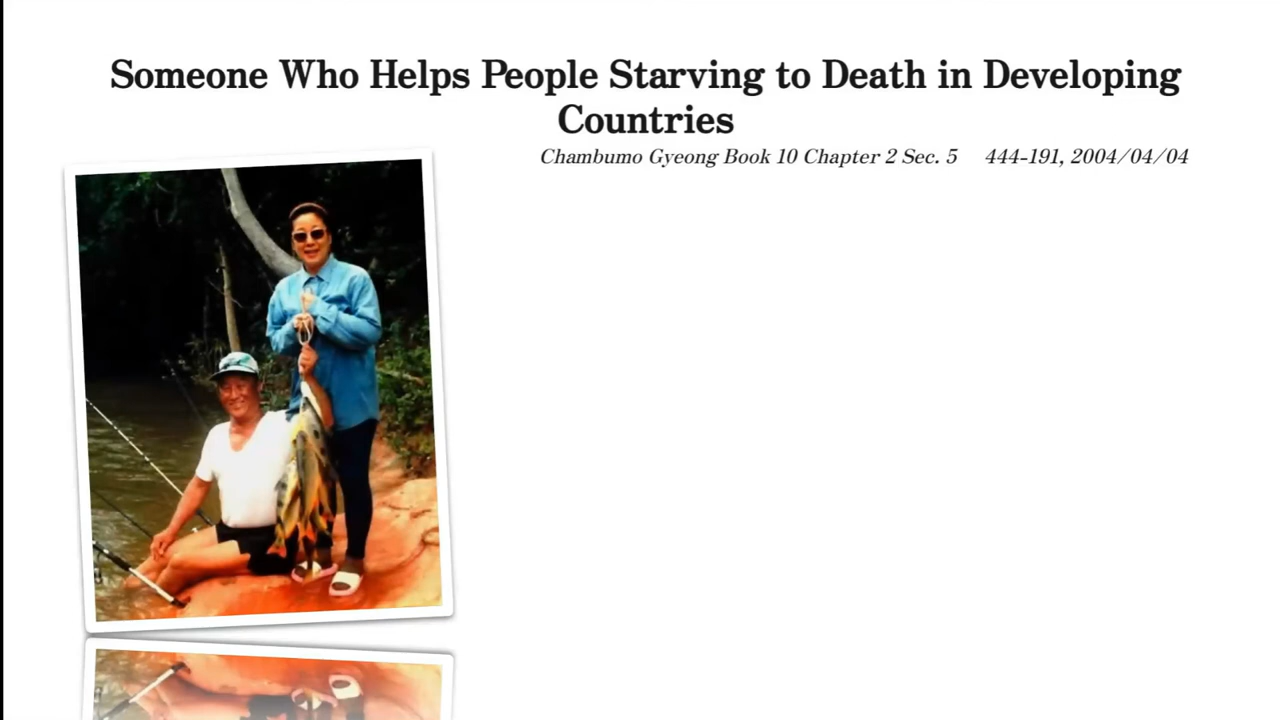 Someone Who Helps People Starving to Death in Developing
Countries
Chambumo Gyeong Book 10 Chapter 2 Sec. 5 444-191, 2004/04/04